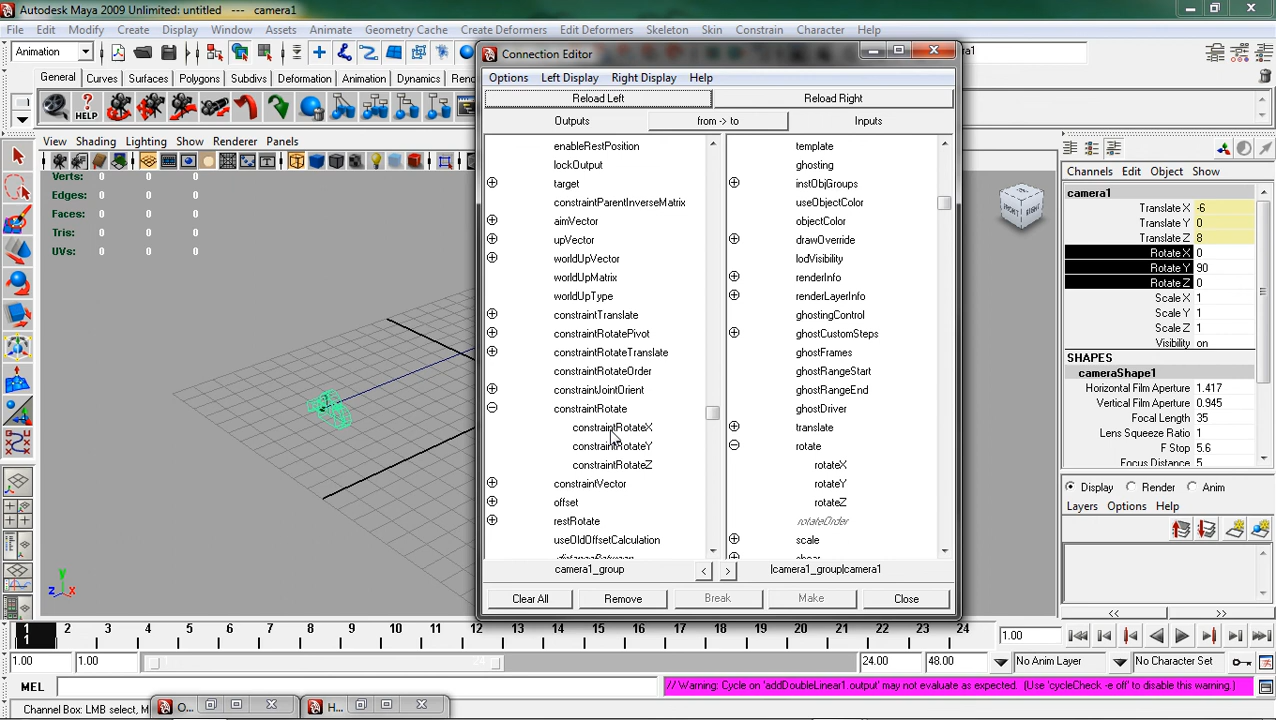 Autodesk Maya 2009 Unlimited: untitled --- camera1
File Edit Modify Create Display Window Assets Animate Geometry Cache Create Deformers Edit Deformers Skeleton Skin Constrain Character Help
Animation
Connection Editor
General Curves Surfaces Polygons Subdivs Deformation Animation Dynamics
HELP
View Shading Lighting Show Renderer Panels
Verts: 0 0 0
Edges: 0 0 0
Faces: 0 0 0
Tris: 0 0 0
UVs: 0 0 0
Options Left Display Right Display Help
Reload Left Reload Right
Outputs from -> to Inputs
enableRestPosition
lockOutput
target
constraintParentInverseMatrix
aimVector
upVector
worldUpVector
worldUpMatrix
worldUpType
constraintTranslate
constraintRotatePivot
constraintRotateTranslate
constraintRotateOrder
constraintJointOrient
constraintRotate
constraintRotateX
constraintRotateY
constraintRotateZ
constraintVector
offset
restRotate
useOldOffsetCalculation
distanceBetween
template
ghosting
instObjGroups
useObjectColor
objectColor
drawOverride
lodVisibility
renderInfo
renderLayerInfo
ghostingControl
ghostCustomSteps
ghostFrames
ghostRangeStart
ghostRangeEnd
ghostDriver
translate
rotate
rotateX
rotateY
rotateZ
rotateOrder
scale
shear
camera1_group < > |camera1_group|camera1
Clear All Remove Break Make Close
FRONT RIGHT
Channels Edit Object Show
camera1
Translate X -6
Translate Y 0
Translate Z 8
Rotate X 0
Rotate Y 90
Rotate Z 0
Scale X 1
Scale Y 1
Scale Z 1
Visibility on
SHAPES
cameraShape1
Horizontal Film Aperture 1.417
Vertical Film Aperture 0.945
Focal Length 35
Lens Squeeze Ratio 1
F Stop 5.6
Focus Distance 5
Display Render Anim
Layers Options Help
<< >>
y
z x
1 2 3 4 5 6 7 8 9 10 11 12 13 14 15 16 17 18 19 20 21 22 23 24
1
1.00
1.00 1.00 24 24.00 48.00 No Anim Layer No Character Set
MEL // Warning: Cycle on 'addDoubleLinear1.output' may not evaluate as expected. (Use 'cycleCheck -e off' to disable this warning.)
Channel Box: LMB select, M O... H...